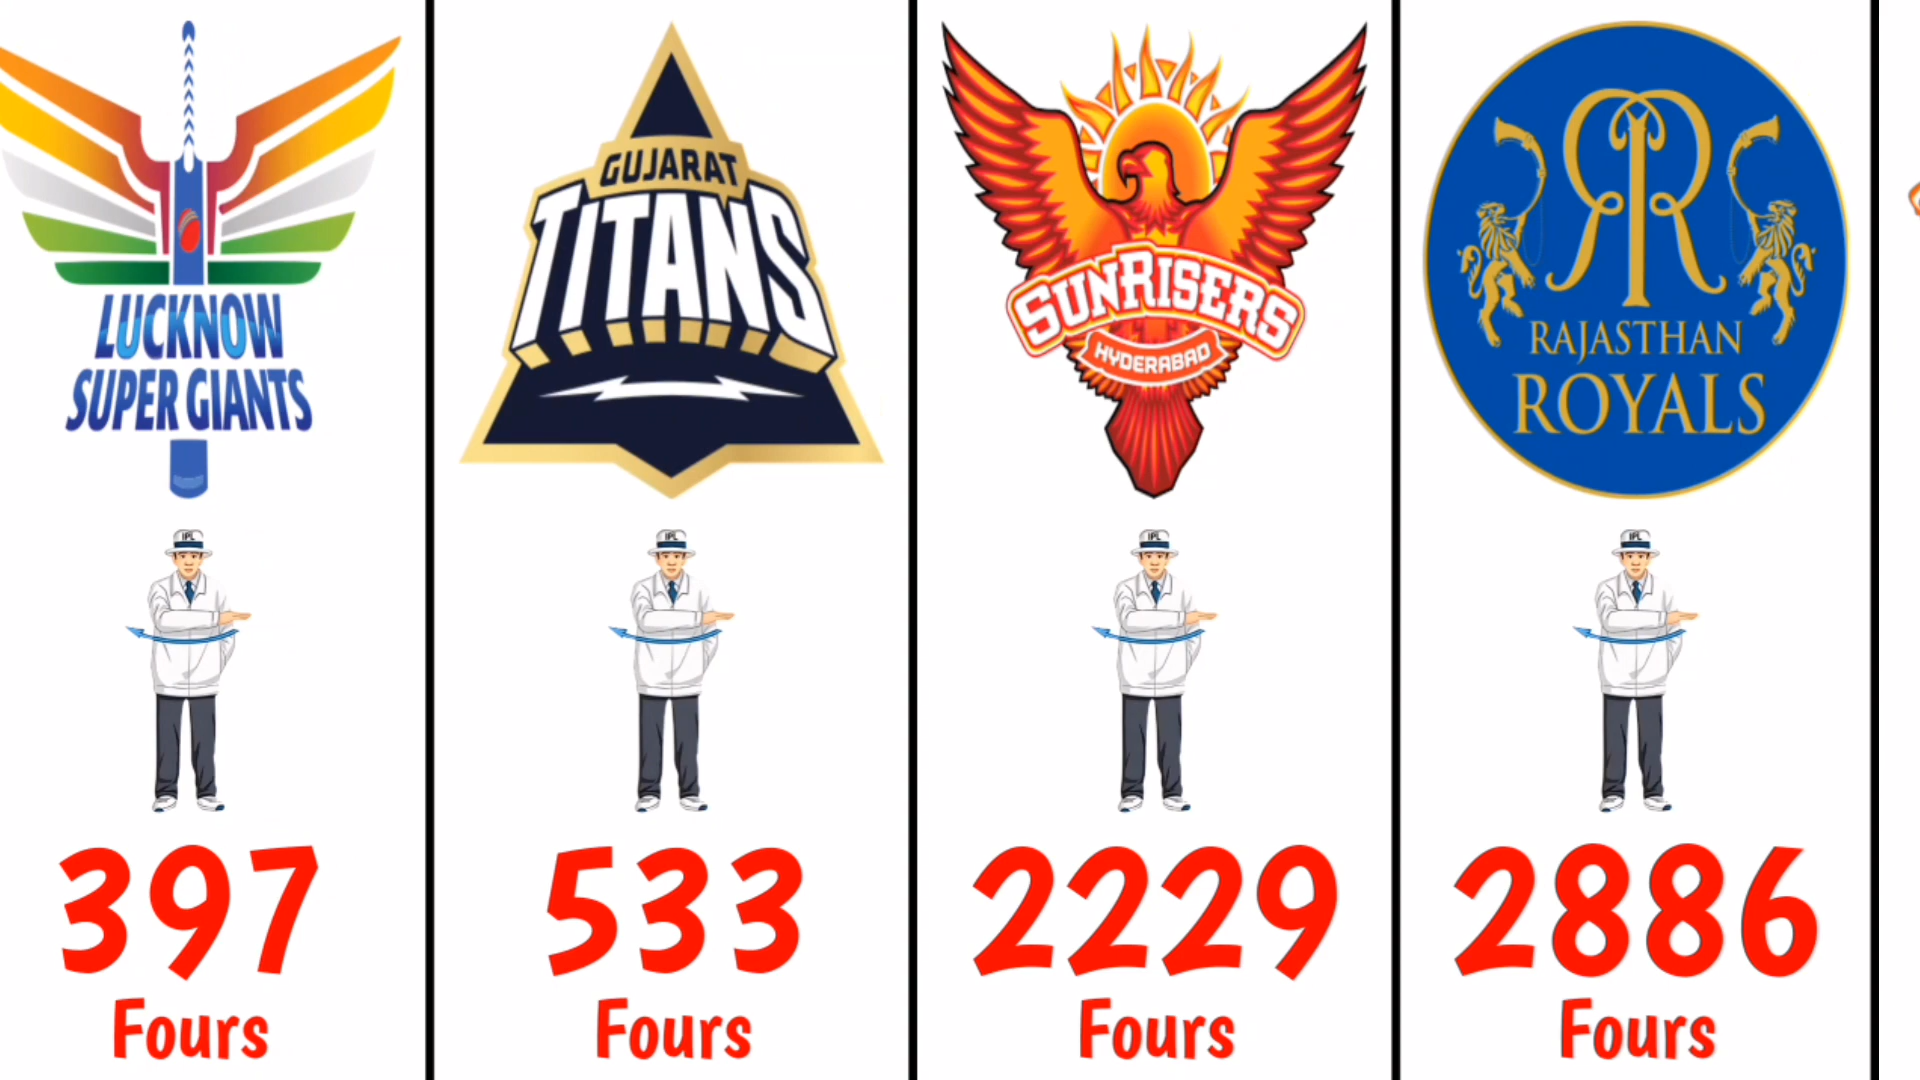 LUCKNOW
SUPER GIANTS
IPL
397
Fours
GUJARAT
TITANS
IPL
533
Fours
SUNRISERS
HYDERABAD
IPL
2229
Fours
RR
RAJASTHAN
ROYALS
IPL
2886
Fours